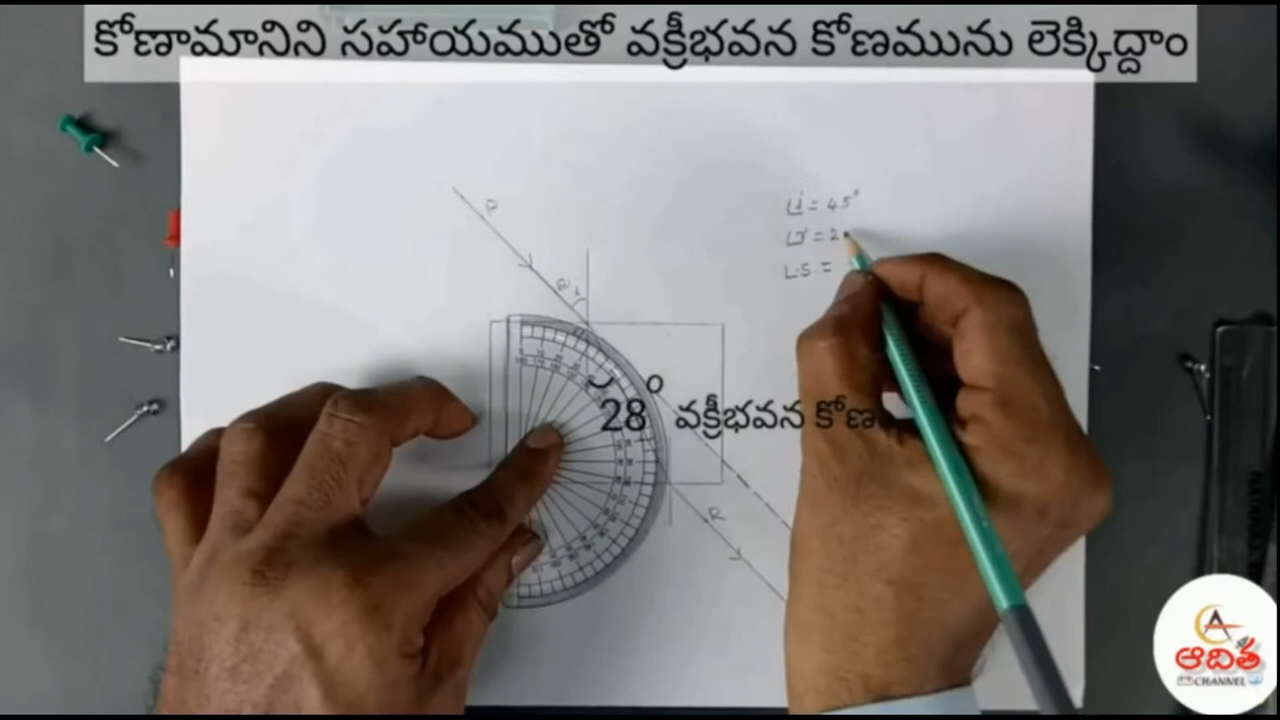 కోణామానిని సహాయముతో వక్రీభవన కోణమును లెక్కిద్దాం
P
∠i = 45°
∠r = 2
∠S =
i
28° వక్రీభవన కోణ
R
ఆదిత
CHANNEL